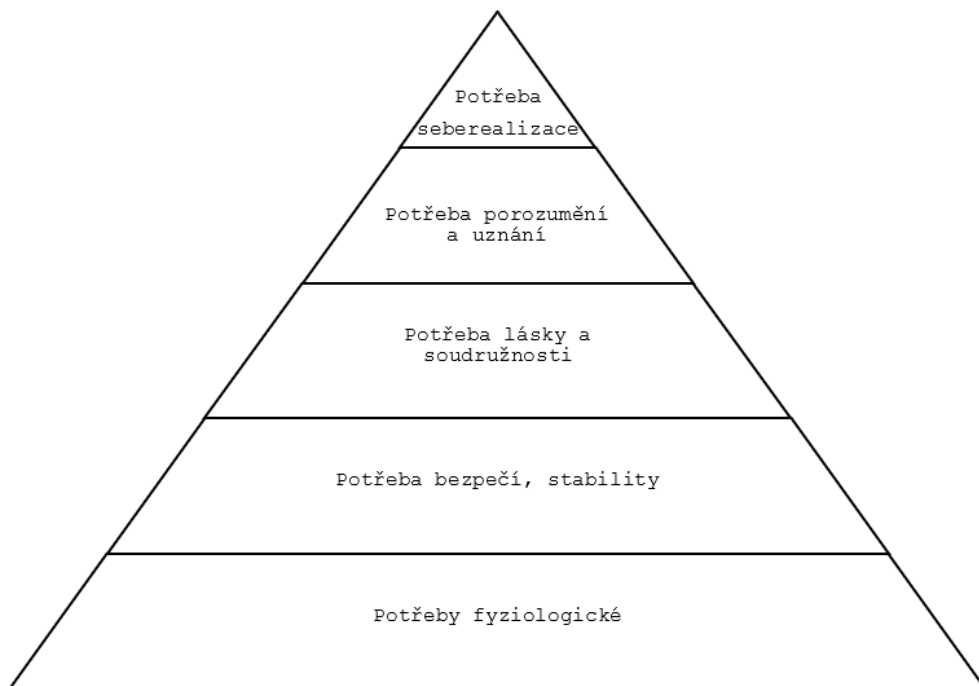 Potřeba
seberealizace
Potřeba porozumění
a uznání
Potřeba lásky a
soudružnosti
Potřeba bezpečí, stability
Potřeby fyziologické